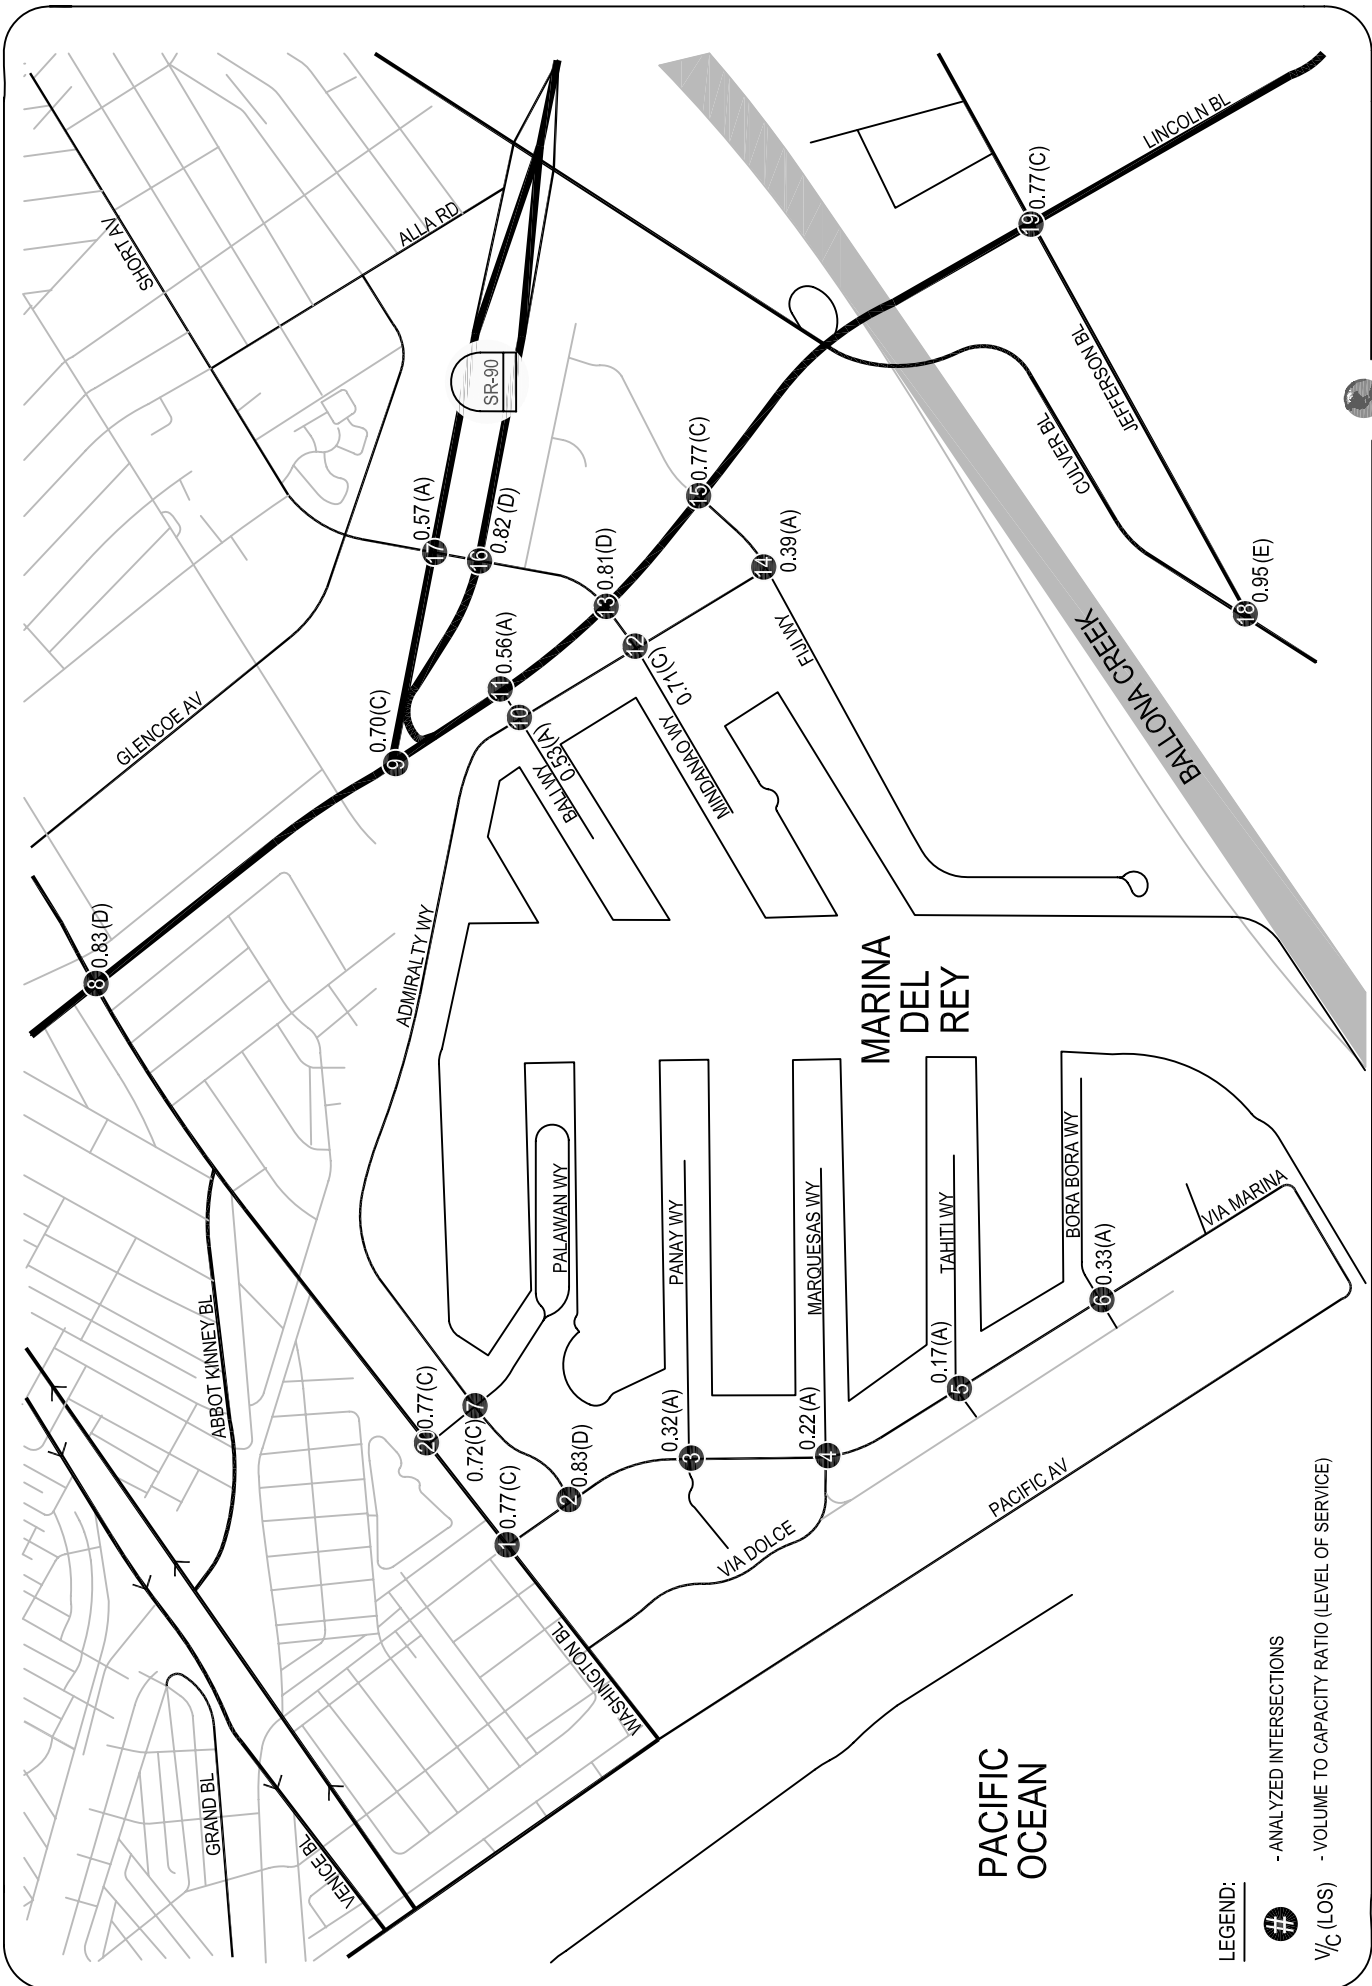 SHORT AV
ALLA RD
SR-90
GLENCOE AV
LINCOLN BL
JEFFERSON BL
CULVER BL
BALLONA CREEK
FIJI WY
MINDANAO WY
BALI WY
ADMIRALTY WY
MARINA
DEL
REY
PALAWAN WY
PANAY WY
MARQUESAS WY
TAHITI WY
BORA BORA WY
VIA MARINA
ABBOT KINNEY BL
GRAND BL
VENICE BL
WASHINGTON BL
VIA DOLCE
PACIFIC AV
PACIFIC
OCEAN
1 0.77(C)
2 0.83(D)
3 0.32(A)
4 0.22(A)
5 0.17(A)
6 0.33(A)
7 0.72(C)
8 0.83(D)
9 0.70(C)
10 0.53(A)
11 0.56(A)
12 0.71(C)
13 0.81(D)
14 0.39(A)
15 0.77(C)
16 0.82 (D)
17 0.57 (A)
18 0.95 (E)
19 0.77(C)
20 0.77(C)
LEGEND:
# - ANALYZED INTERSECTIONS
V/C (LOS) - VOLUME TO CAPACITY RATIO (LEVEL OF SERVICE)